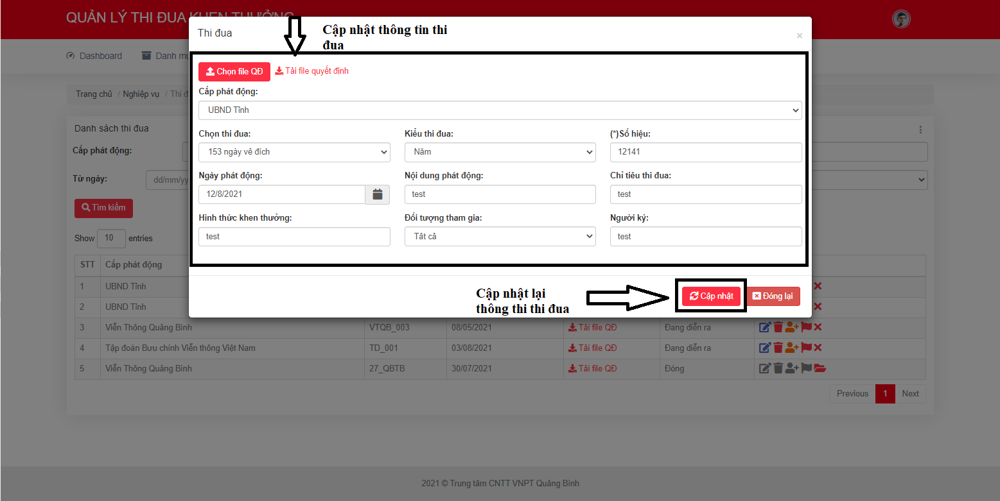 QUẢN LÝ THI ĐUA KHEN THƯỞNG
Thi đua
×
Cập nhật thông tin thi
đua
Dashboard
Danh mụ
Chọn file QĐ
Tải file quyết định
Trang chủ / Nghiệp vụ / Thi đ
Cấp phát động:
UBND Tỉnh
Chọn thi đua:
Kiểu thi đua:
(*)Số hiệu:
153 ngày về đích
Năm
12141
Ngày phát động:
Nội dung phát động:
Chỉ tiêu thi đua:
12/8/2021
test
test
Hình thức khen thưởng:
Đối tượng tham gia:
Người ký:
test
Tất cả
test
Cập nhật lại
thông thi thi đua
Cập nhật
Đóng lại
Danh sách thi đua
Cấp phát động:
Từ ngày:
dd/mm/yy
Tìm kiếm
Show 10 entries
STT Cấp phát động
1 UBND Tỉnh
2 UBND Tỉnh
3 Viễn Thông Quảng Bình VTQB_003 08/05/2021 Tải file QĐ Đang diễn ra
4 Tập đoàn Bưu chính Viễn thông Việt Nam TD_001 03/08/2021 Tải file QĐ Đang diễn ra
5 Viễn Thông Quảng Bình 27_QBTB 30/07/2021 Tải file QĐ Đóng
Previous 1 Next
2021 © Trung tâm CNTT VNPT Quảng Bình